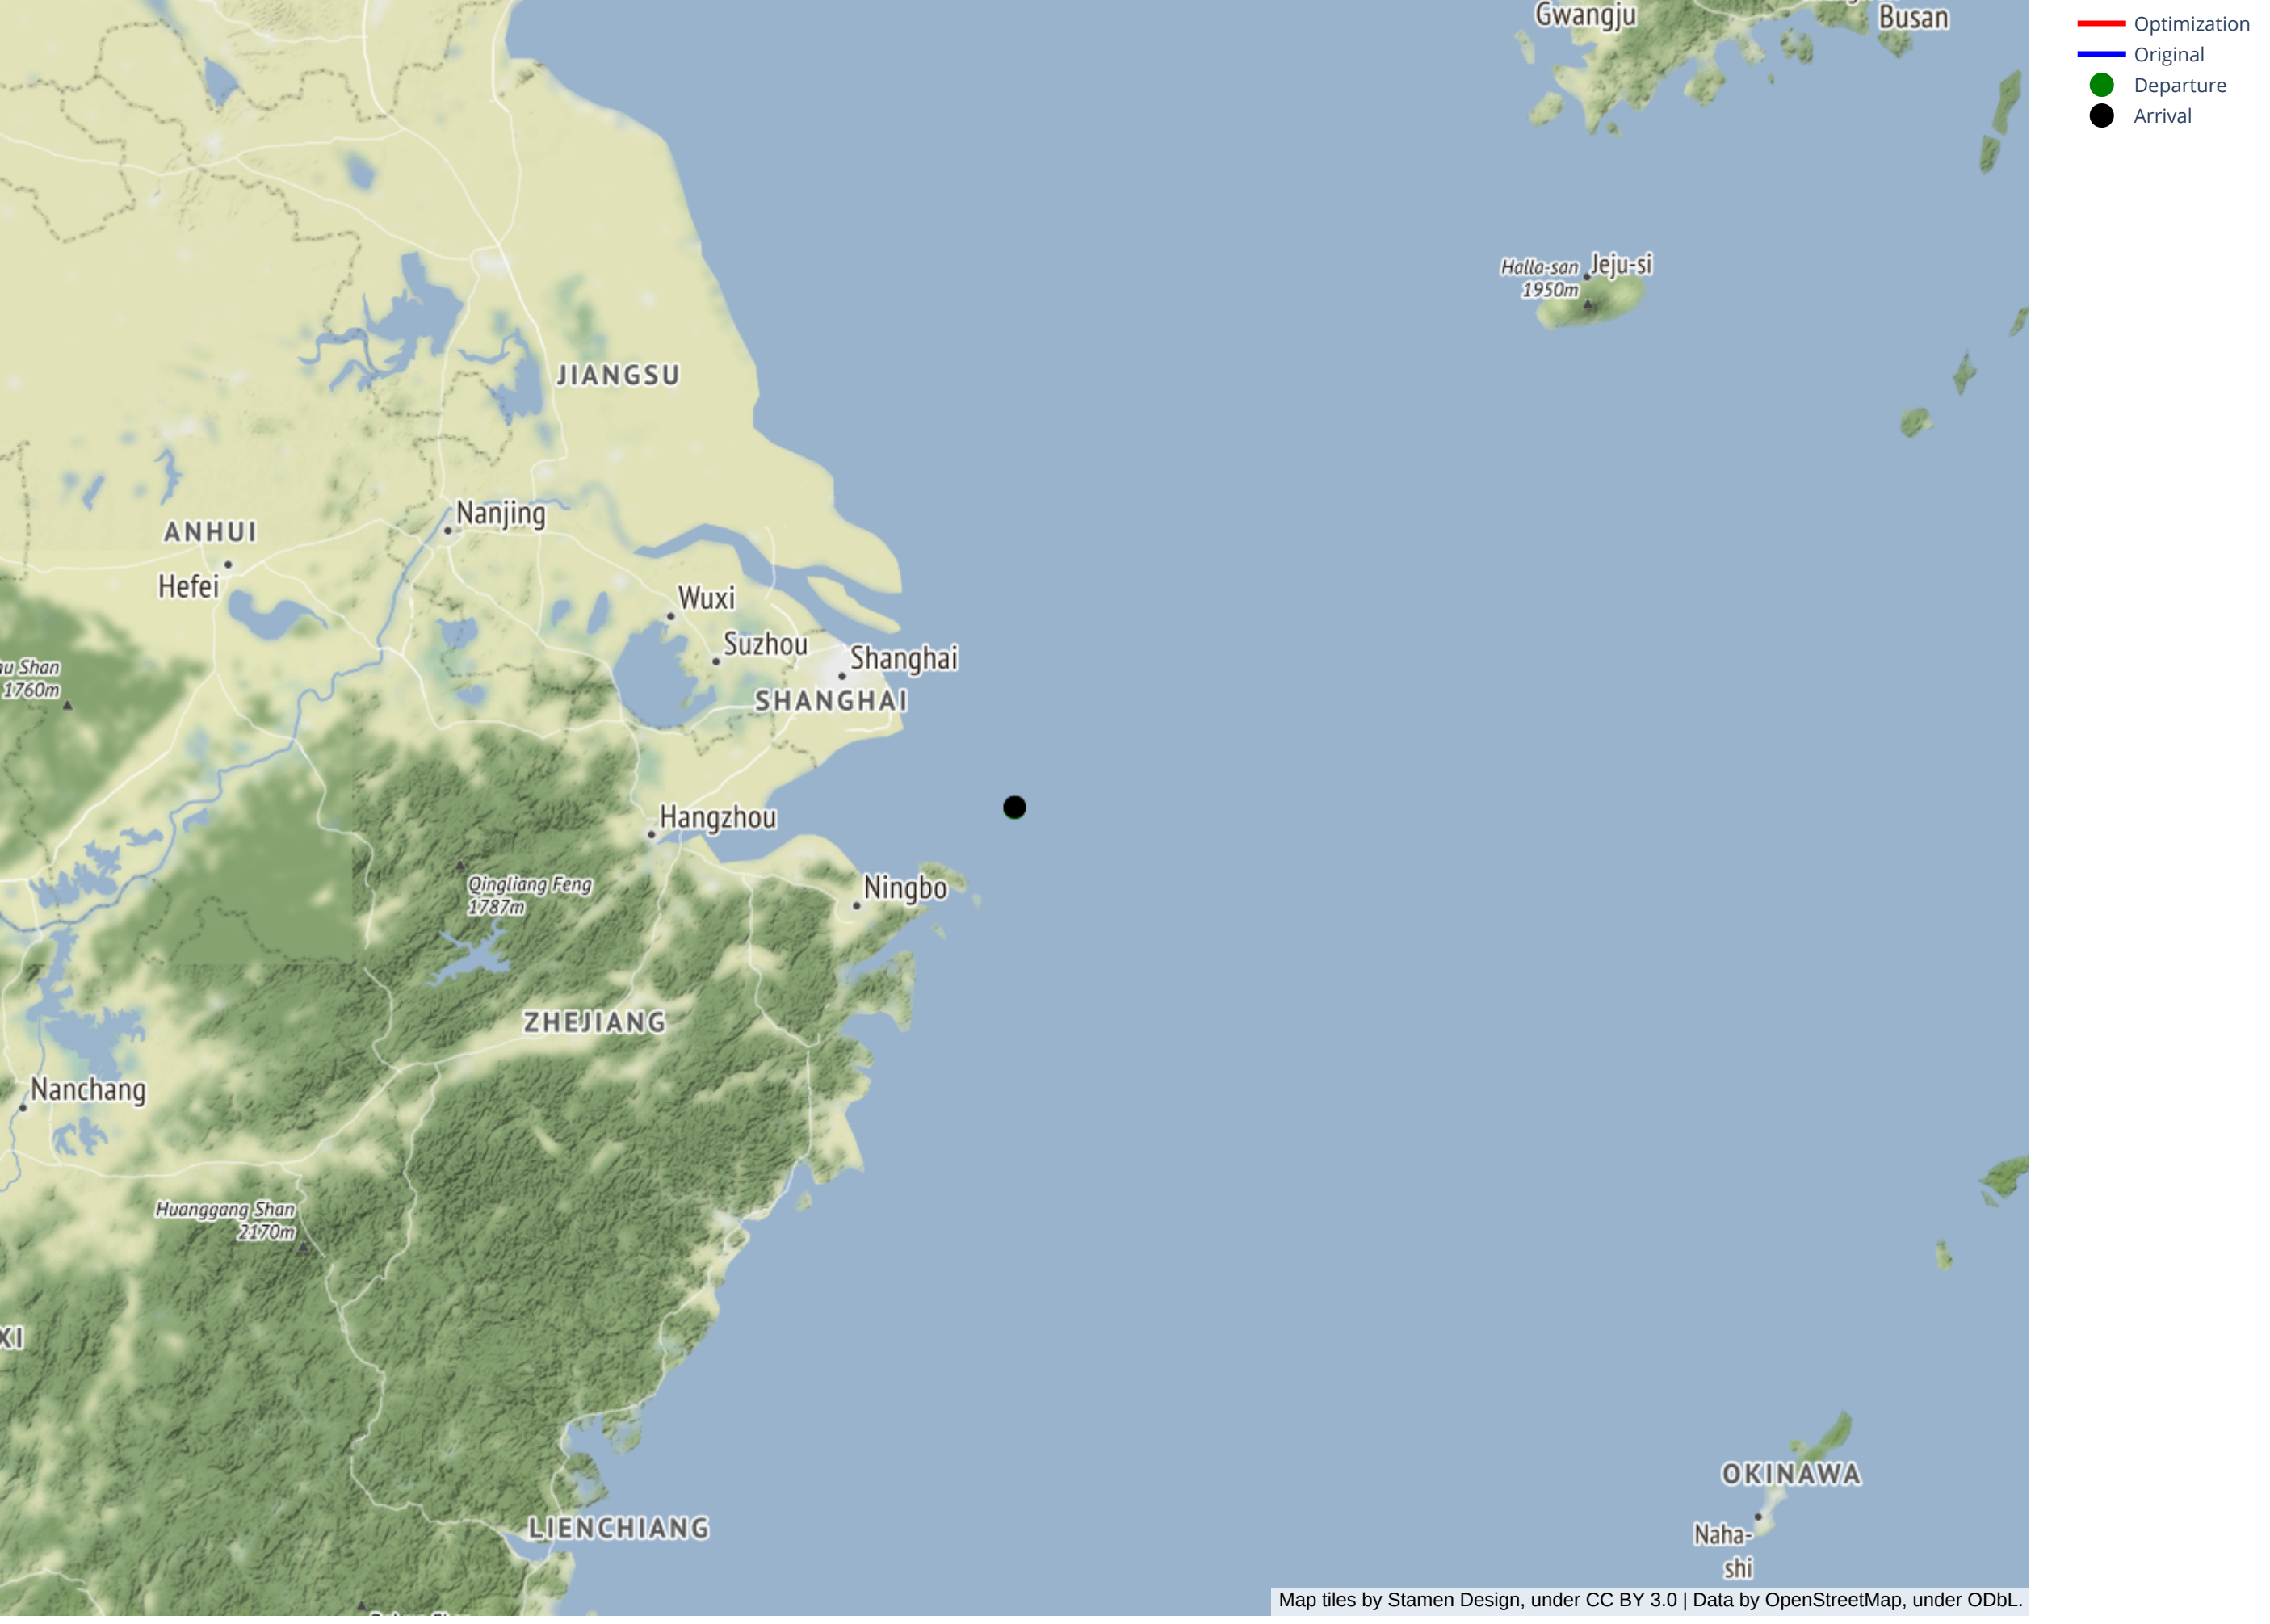 Gwangju
Busan
Optimization
Original
Departure
Arrival
Halla-san
1950m
Jeju-si
JIANGSU
Nanjing
ANHUI
Hefei
Wuxi
Suzhou
Shanghai
SHANGHAI
Shan
1760m
Hangzhou
Qingliang Feng
1787m
Ningbo
ZHEJIANG
Nanchang
Huanggang Shan
2170m
XI
OKINAWA
LIENCHIANG
Naha-
shi
Map tiles by Stamen Design, under CC BY 3.0 | Data by OpenStreetMap, under ODbL.